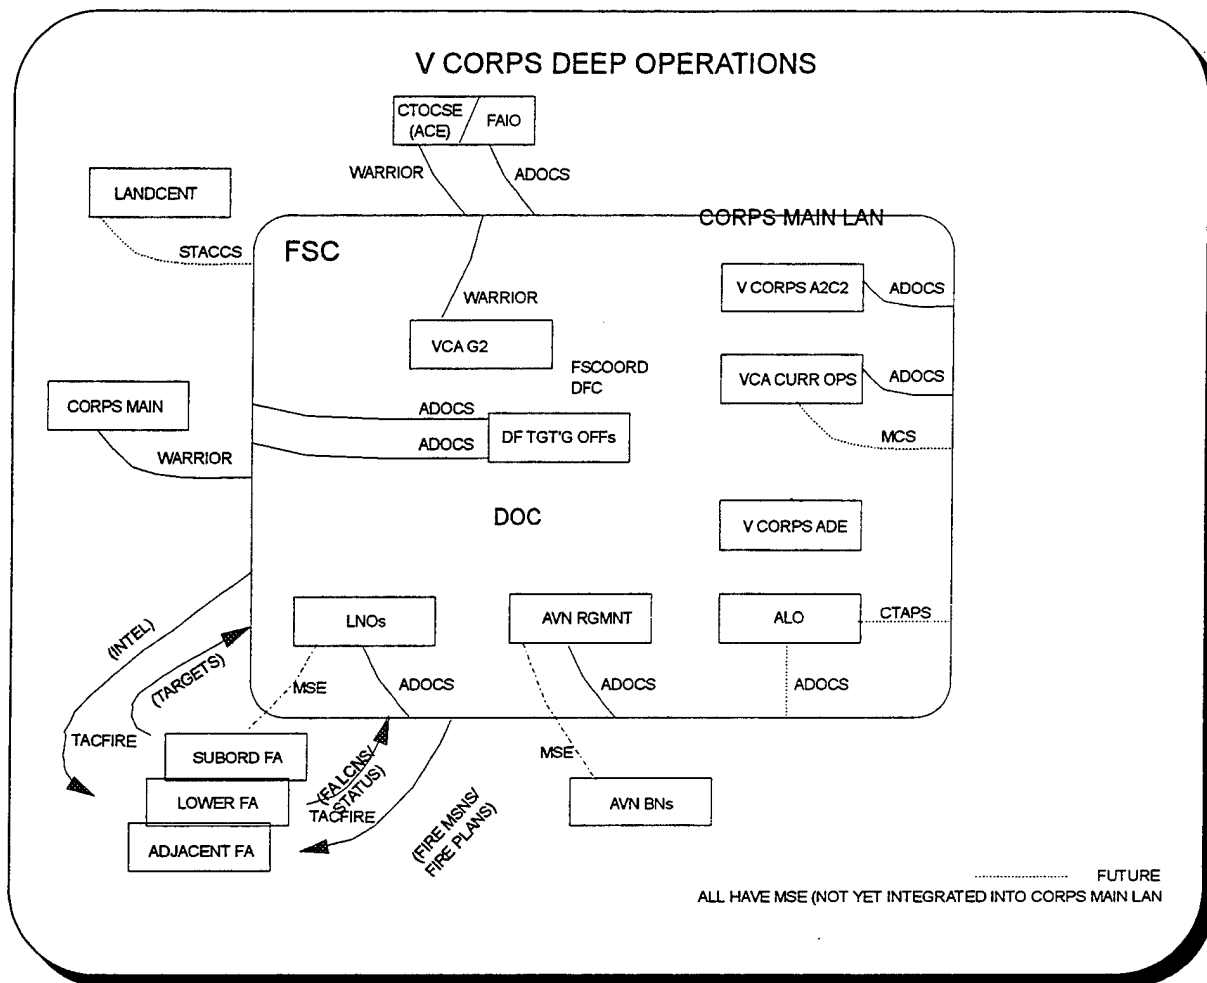 V CORPS DEEP OPERATIONS
CTOCSE
(ACE)
FAIO
WARRIOR
ADOCS
LANDCENT
STACCS
CORPS MAIN LAN
FSC
V CORPS A2C2
ADOCS
WARRIOR
VCA G2
FSCOORD
DFC
VCA CURR OPS
ADOCS
CORPS MAIN
WARRIOR
ADOCS
ADOCS
DF TGT'G OFFs
MCS
DOC
V CORPS ADE
LNOs
AVN RGMNT
ALO
CTAPS
(INTEL)
(TARGETS)
MSE
ADOCS
ADOCS
ADOCS
TACFIRE
SUBORD FA
LOWER FA
ADJACENT FA
(FA LCNS/
STATUS)
TACFIRE
(FIRE MSNS/
FIRE PLANS)
MSE
AVN BNs
FUTURE
ALL HAVE MSE (NOT YET INTEGRATED INTO CORPS MAIN LAN